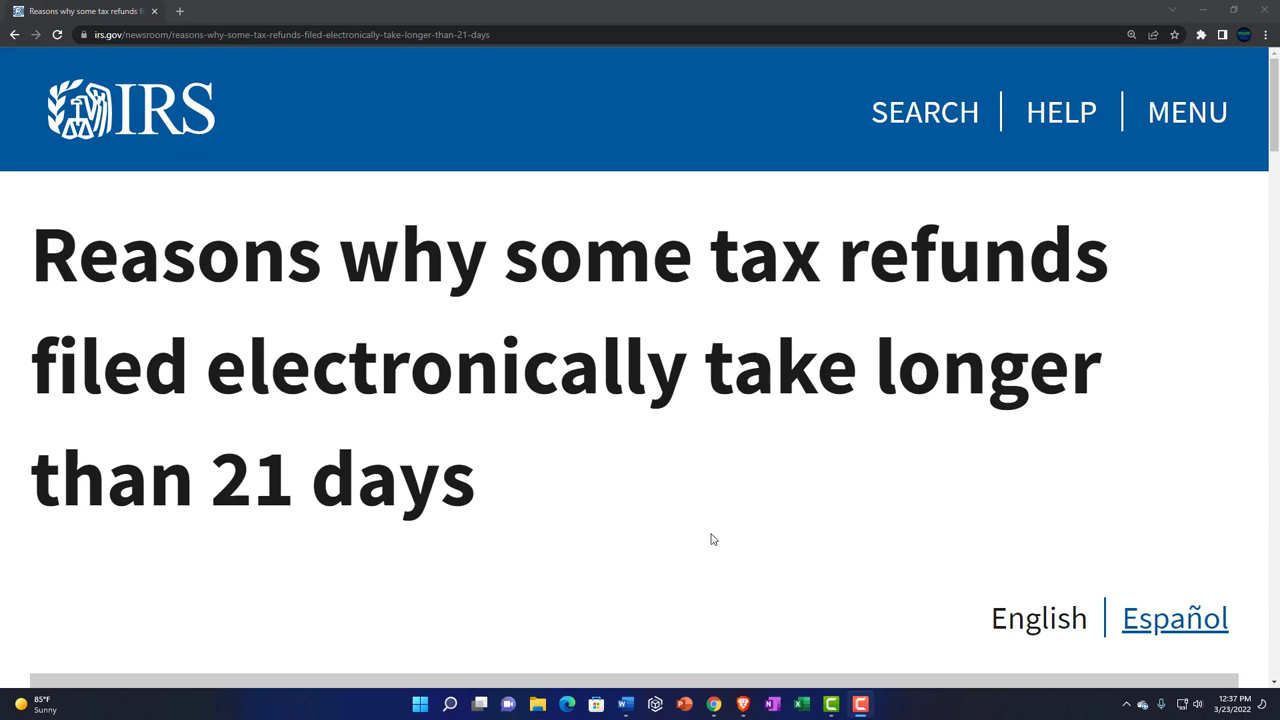 Reasons why some tax refunds f
irs.gov/newsroom/reasons-why-some-tax-refunds-filed-electronically-take-longer-than-21-days
IRS
SEARCH
HELP
MENU
Reasons why some tax refunds
filed electronically take longer
than 21 days
English
Español
85°F
Sunny
12:37 PM
3/23/2022